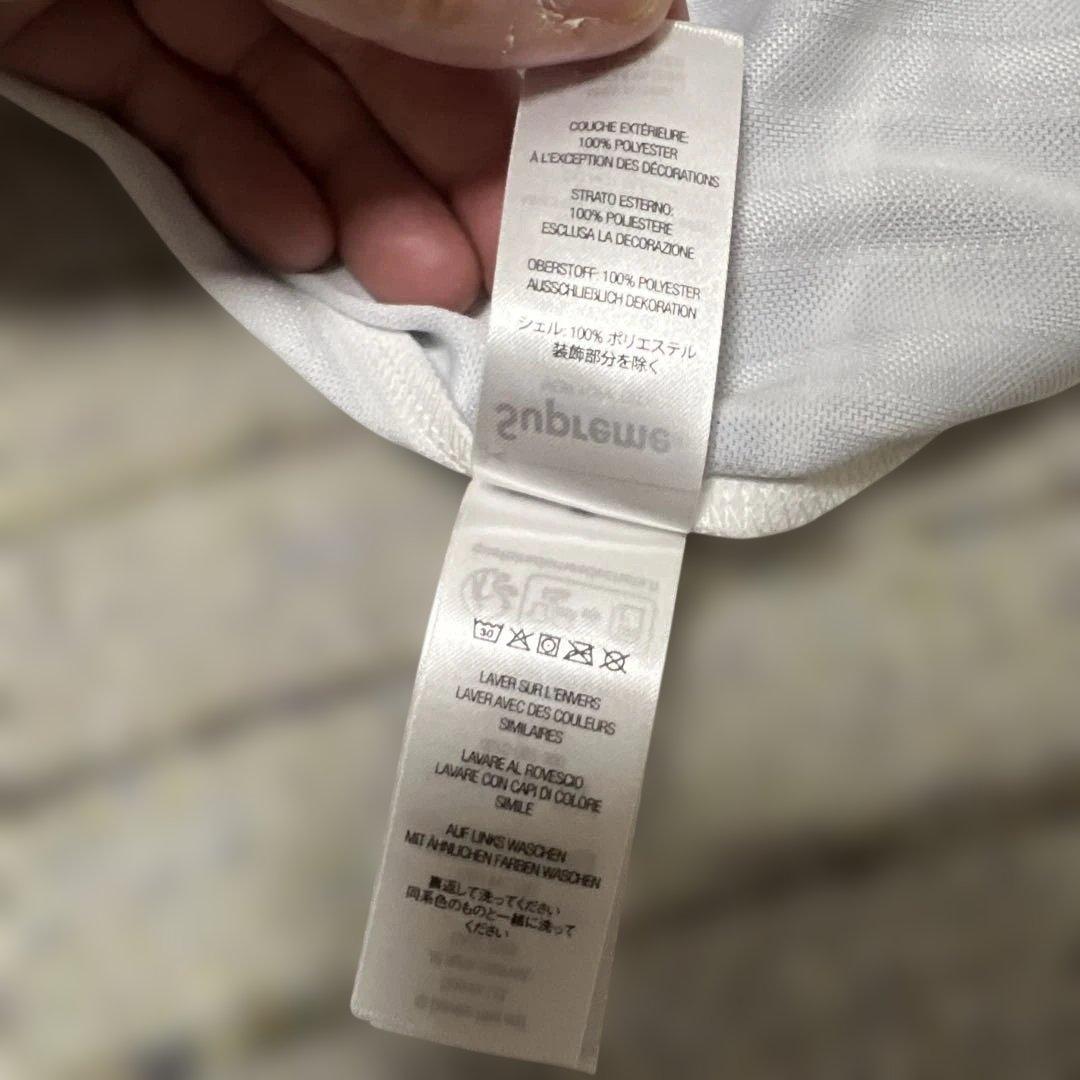 COUCHE EXTÉRIEURE:
100% POLYESTER
À L'EXCEPTION DES DÉCORATIONS
STRATO ESTERNO:
100% POLIESTERE
ESCLUSA LA DECORAZIONE
OBERSTOFF: 100% POLYESTER
AUSSCHLIEßLICH DEKORATION
シェル: 100% ポリエステル
装飾部分を除く
Supreme
30
LAVER SUR L'ENVERS
LAVER AVEC DES COULEURS
SIMILAIRES
LAVARE AL ROVESCIO
LAVARE CON CAPI DI COLORE
SIMILE
AUF LINKS WASCHEN
MIT ÄHNLICHEN FARBEN WASCHEN
裏返して洗ってください
同系色のものと一緒に洗って
ください